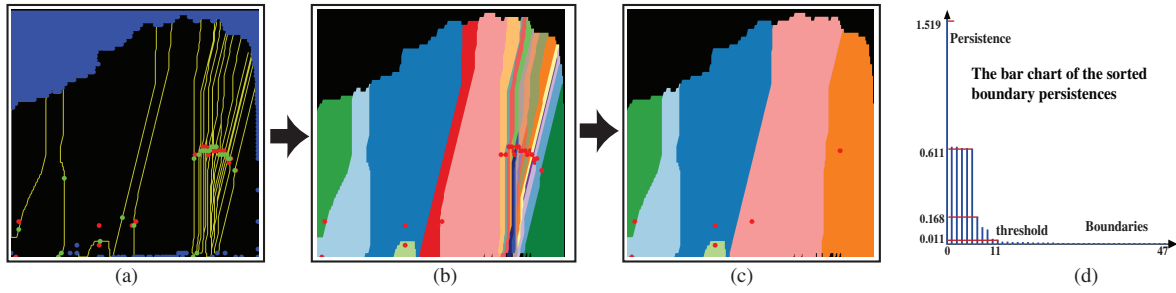 1.519
Persistence
The bar chart of the sorted
boundary persistences
0.611
0.168
0.011
threshold
Boundaries
0
11
47
(a)
(b)
(c)
(d)